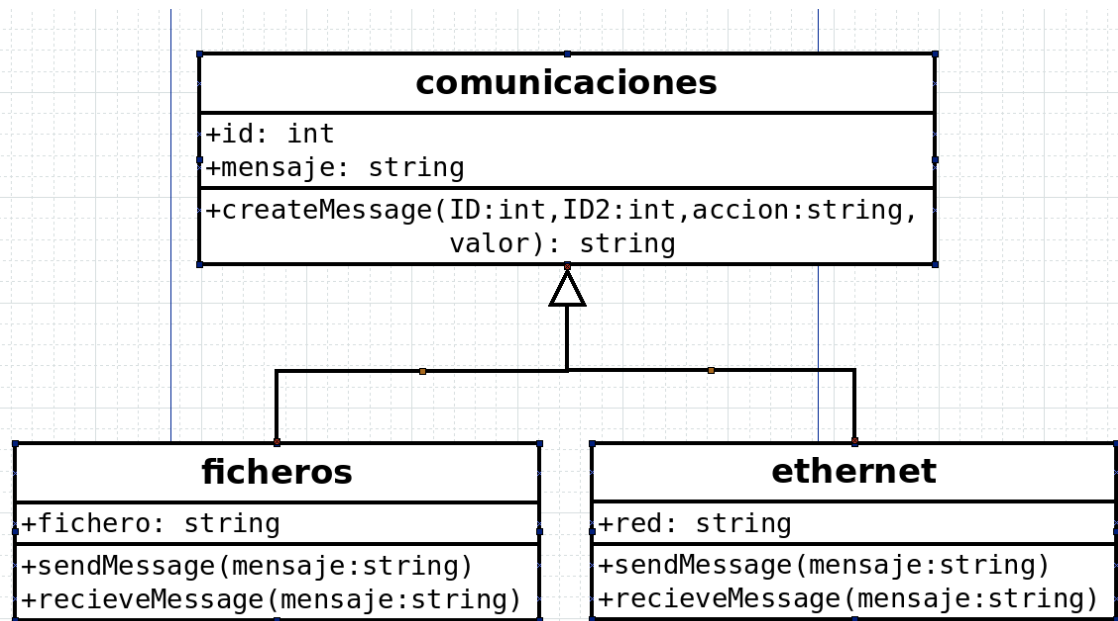 comunicaciones
+id: int
+mensaje: string
+createMessage(ID:int,ID2:int,accion:string,
valor): string
ficheros
+fichero: string
+sendMessage(mensaje:string)
+recieveMessage(mensaje:string)
ethernet
+red: string
+sendMessage(mensaje:string)
+recieveMessage(mensaje:string)